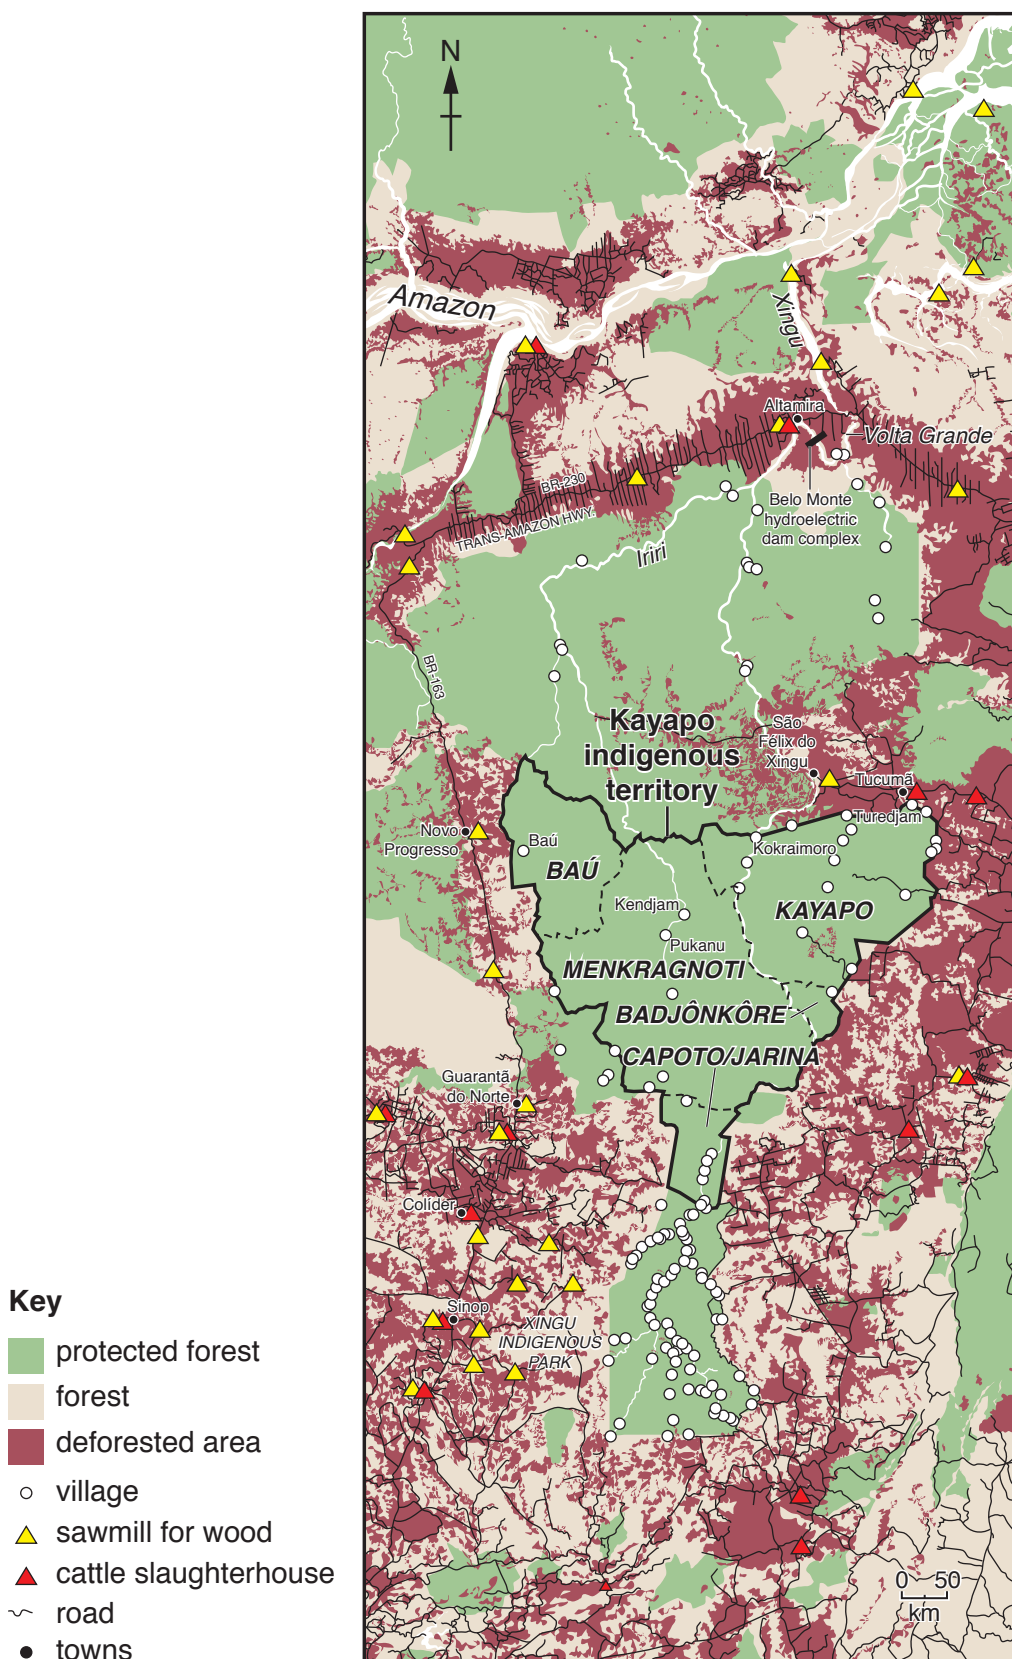 N
Amazon
Xingu
Altamira
Volta Grande
BR-230
TRANS-AMAZON HWY.
Belo Monte
hydroelectric
dam complex
Iriri
BR-163
Kayapo
indigenous
territory
São
Félix do
Xingu
Tucumã
Turedjam
Novo
Progresso
Baú
BAÚ
Kokraimoro
KAYAPO
Kendjam
Pukanu
MENKRAGNOTI
BADJÔNKÔRE
CAPOTO/JARINA
Guarantã
do Norte
Colíder
Sinop
XINGU
INDIGENOUS
PARK
0 50
km
Key
protected forest
forest
deforested area
village
sawmill for wood
cattle slaughterhouse
road
towns